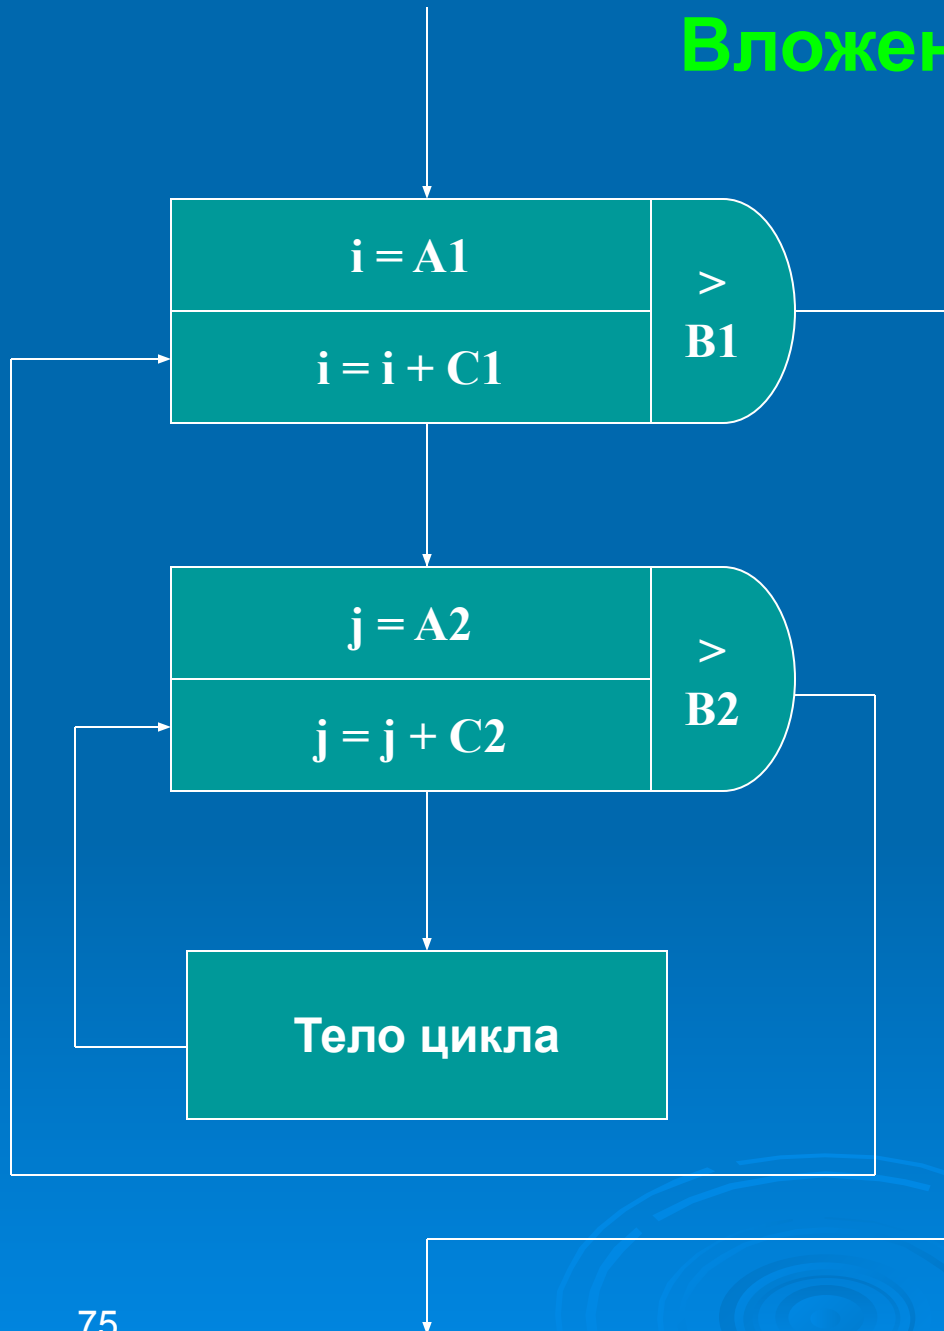 Вложен
i = A1
i = i + C1
>
B1
j = A2
j = j + C2
>
B2
Тело цикла
75